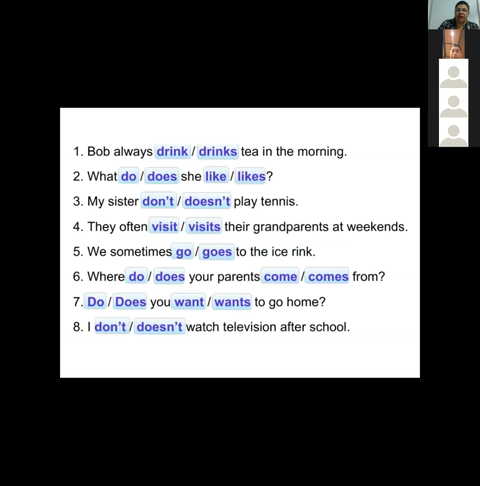 1. Bob always drink / drinks tea in the morning.
2. What do / does she like / likes?
3. My sister don't / doesn't play tennis.
4. They often visit / visits their grandparents at weekends.
5. We sometimes go / goes to the ice rink.
6. Where do / does your parents come / comes from?
7. Do / Does you want / wants to go home?
8. I don't / doesn't watch television after school.